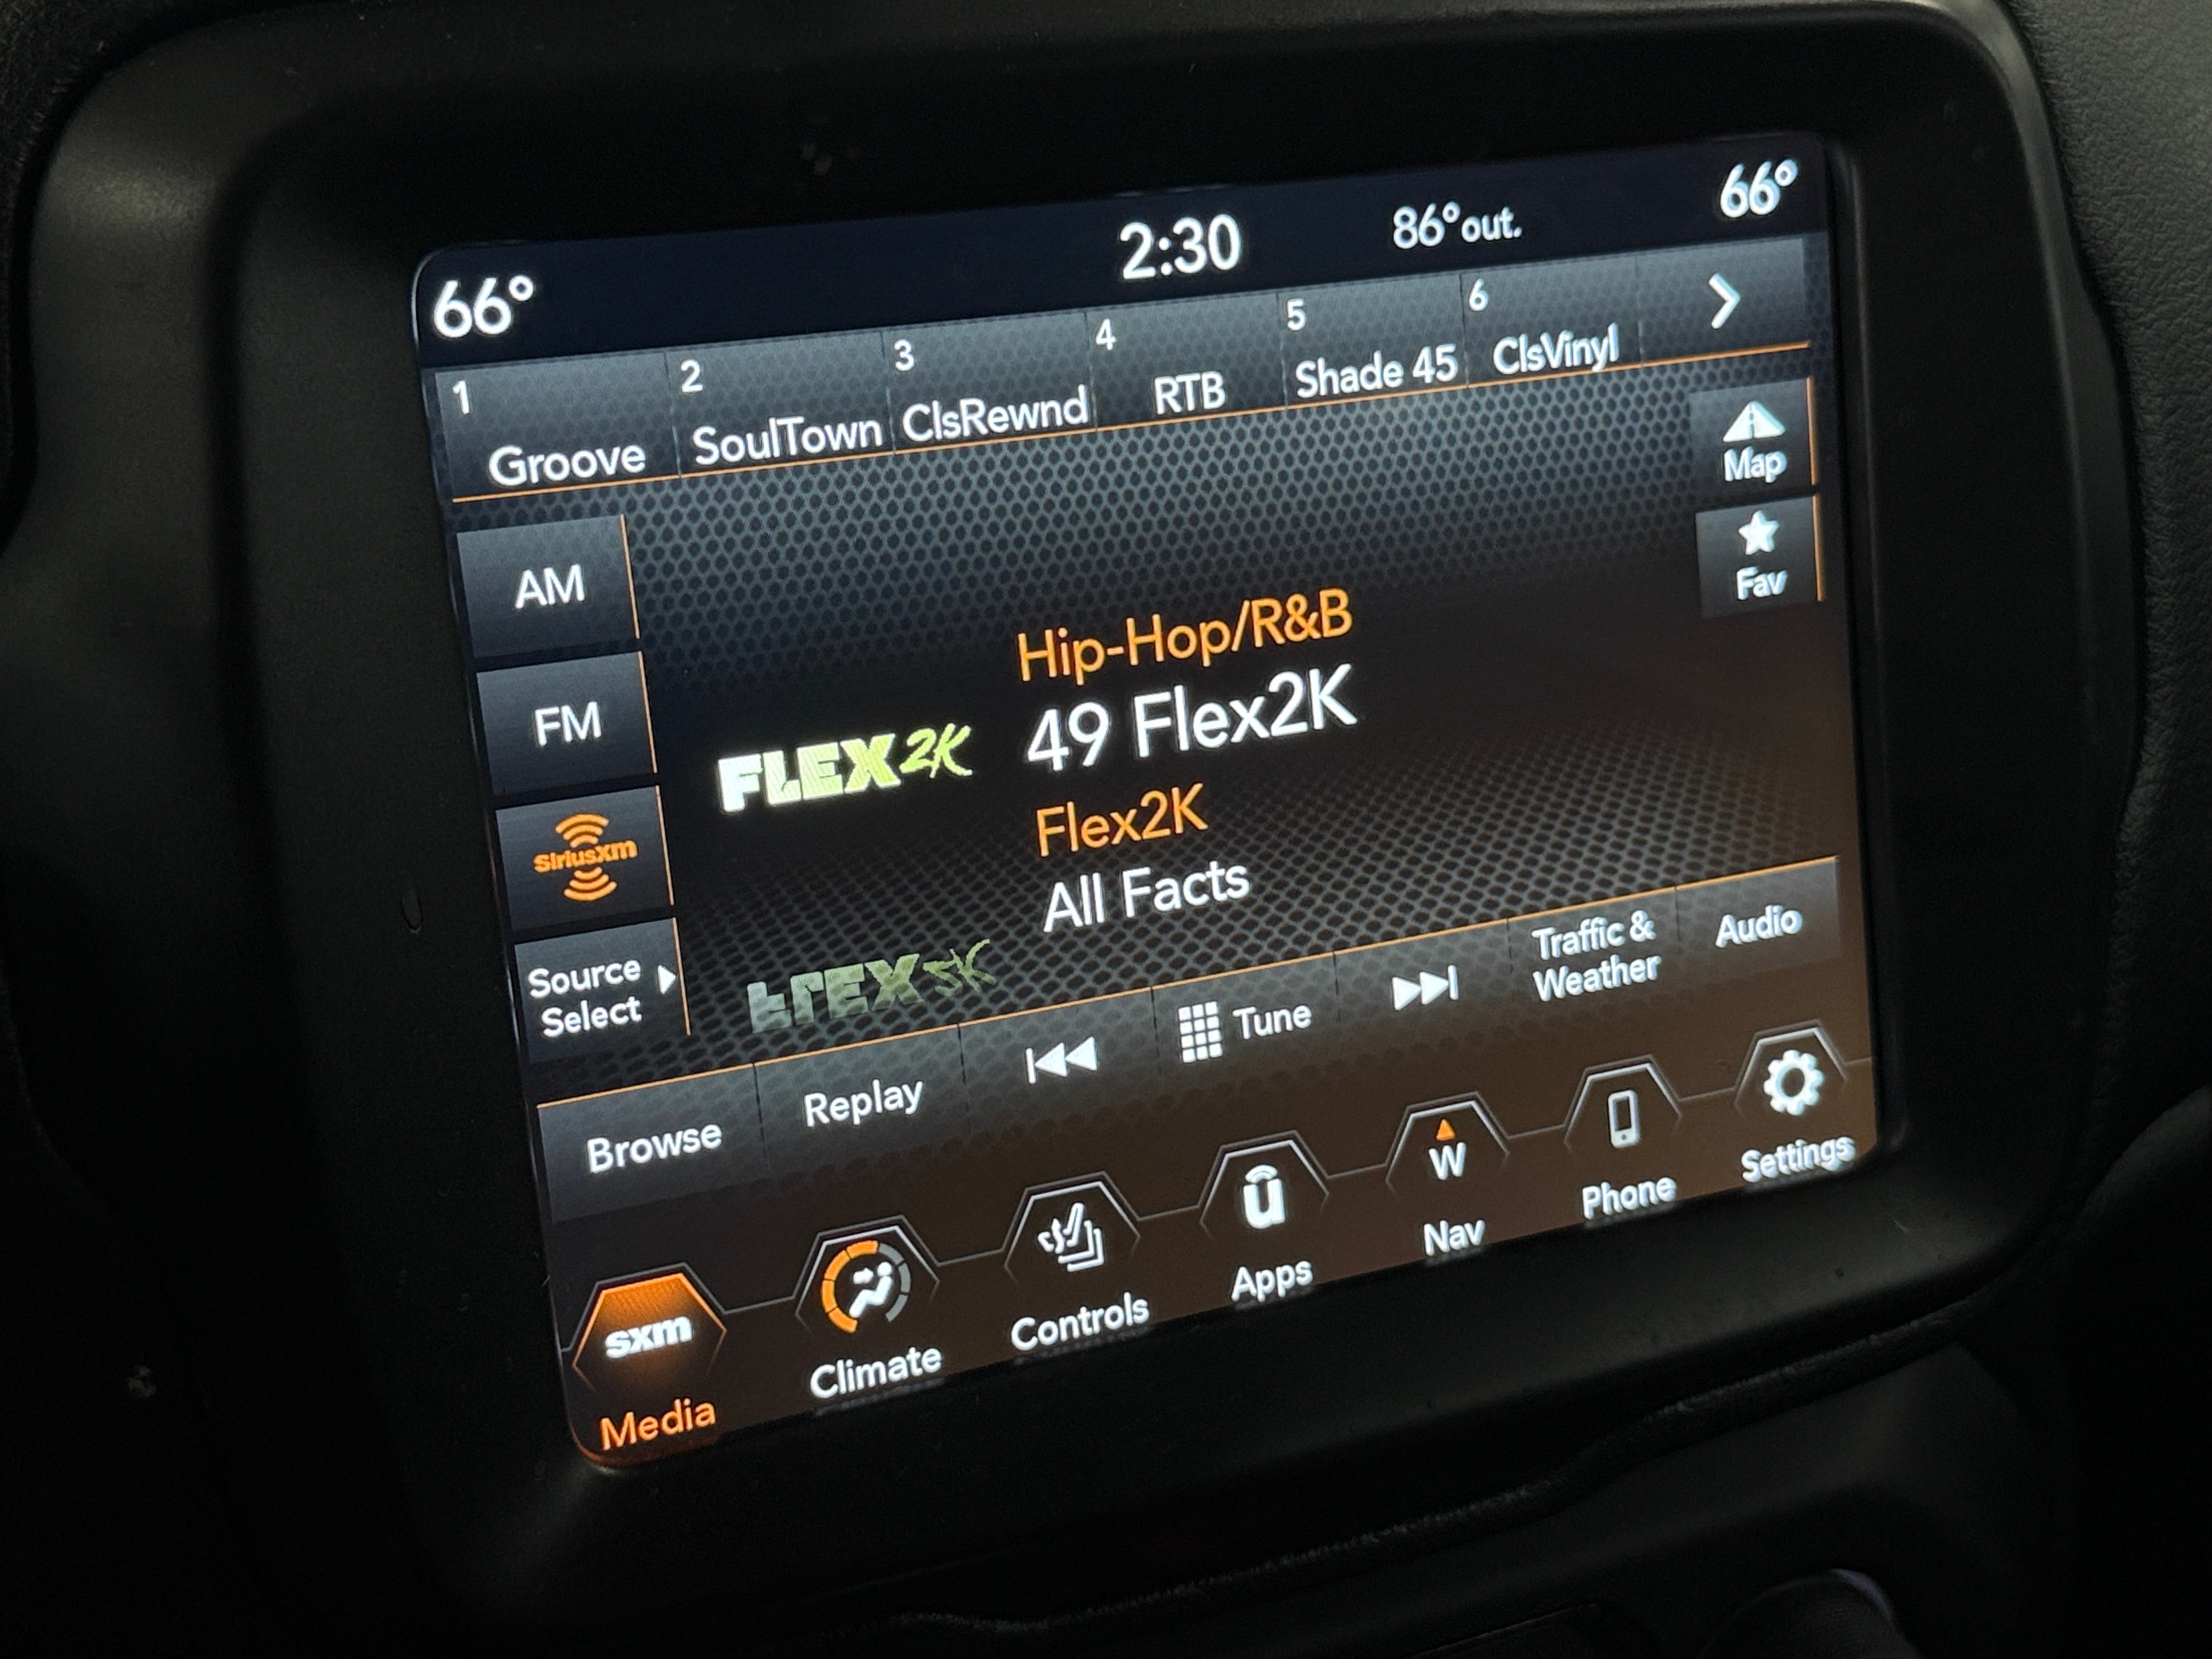 66°
2:30
86°out.
66°
1
Groove
2
SoulTown
3
ClsRewnd
4
RTB
5
Shade 45
6
ClsVinyl
Map
Fav
AM
FM
SiriusXM
Source
Select
FLEX2K
Hip-Hop/R&B
49 Flex2K
Flex2K
All Facts
Browse
Replay
Tune
Traffic &
Weather
Audio
sxm
Media
Climate
Controls
u
Apps
W
Nav
Phone
Settings